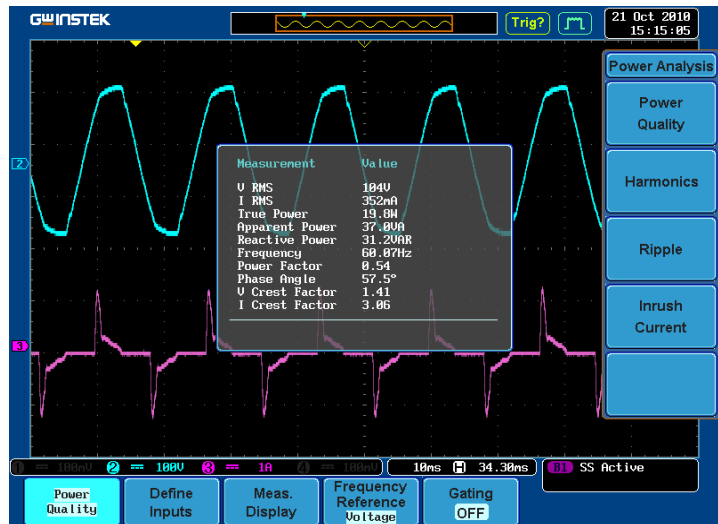 GWINSTEK
Trig?
21 Oct 2010
15:15:05
Power Analysis
Power
Quality
Harmonics
Ripple
Inrush
Current
2
3
Measurement Value
V RMS 104V
I RMS 352mA
True Power 19.8W
Apparent Power 37.0VA
Reactive Power 31.2VAR
Frequency 60.07Hz
Power Factor 0.54
Phase Angle 57.5°
V Crest Factor 1.41
I Crest Factor 3.06
1 100mV 2 100V 3 1A 4 100mV 10ms H 34.30ms B1 SS Active
Power
Quality
Define
Inputs
Meas.
Display
Frequency
Reference
Voltage
Gating
OFF